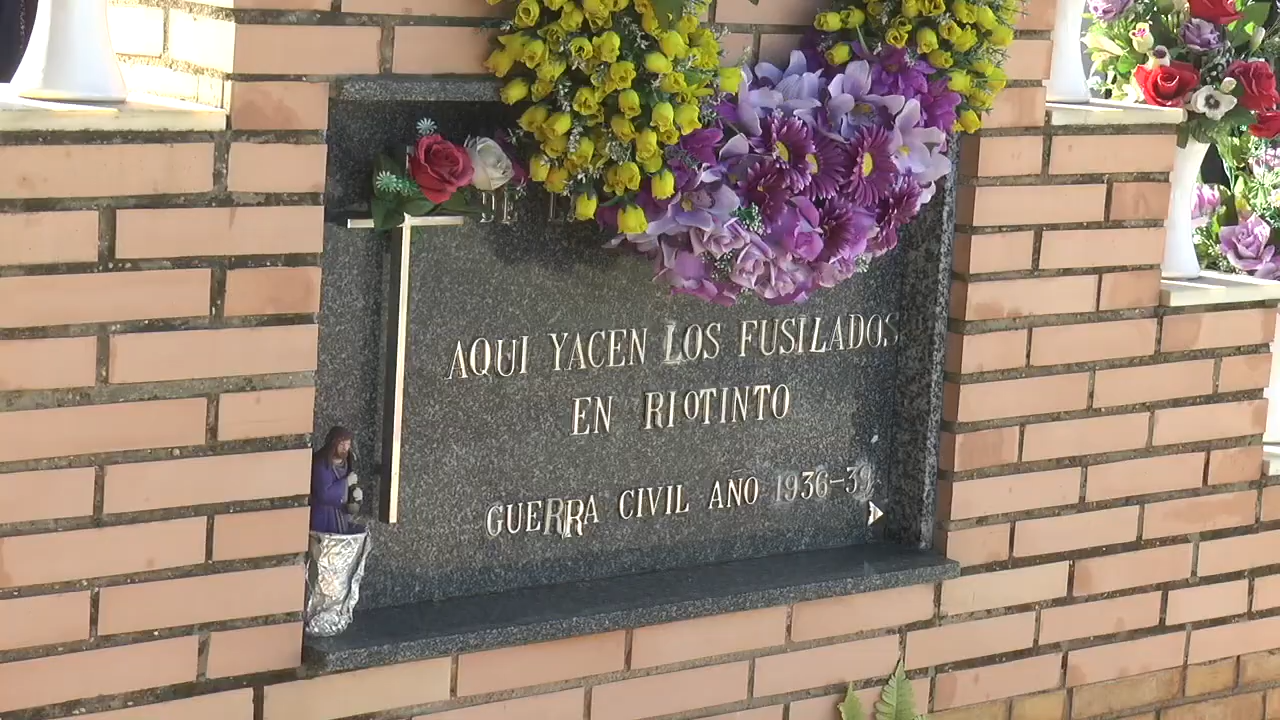 AQUI YACEN LOS FUSILADOS
EN RIOTINTO
GUERRA CIVIL AÑO 1936-39